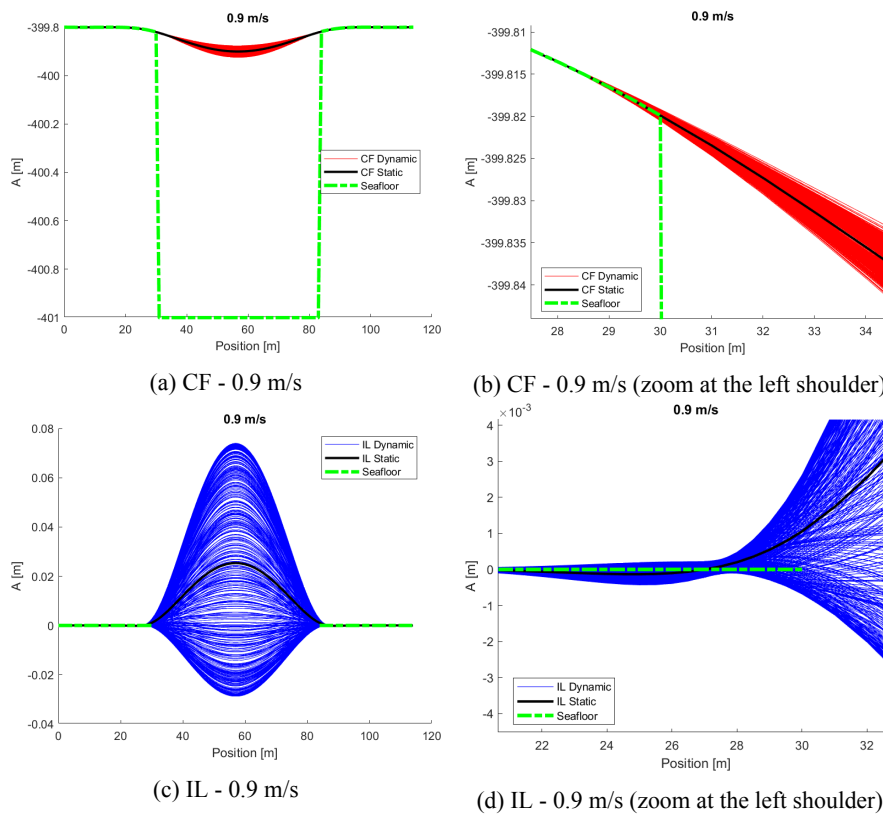 0.9 m/s
-399.8
-400
-400.2
-400.4
-400.6
-400.8
-401
A [m]
CF Dynamic
CF Static
Seafloor
0 20 40 60 80 100 120
Position [m]
(a) CF - 0.9 m/s
0.9 m/s
-399.81
-399.815
-399.82
-399.825
-399.83
-399.835
-399.84
A [m]
CF Dynamic
CF Static
Seafloor
28 29 30 31 32 33 34
Position [m]
(b) CF - 0.9 m/s (zoom at the left shoulder)
0.9 m/s
0.08
0.06
0.04
0.02
0
-0.02
-0.04
A [m]
IL Dynamic
IL Static
Seafloor
0 20 40 60 80 100 120
Position [m]
(c) IL - 0.9 m/s
0.9 m/s
×10⁻³
4
3
2
1
0
-1
-2
-3
-4
A [m]
IL Dynamic
IL Static
Seafloor
22 24 26 28 30 32
Position [m]
(d) IL - 0.9 m/s (zoom at the left shoulder)